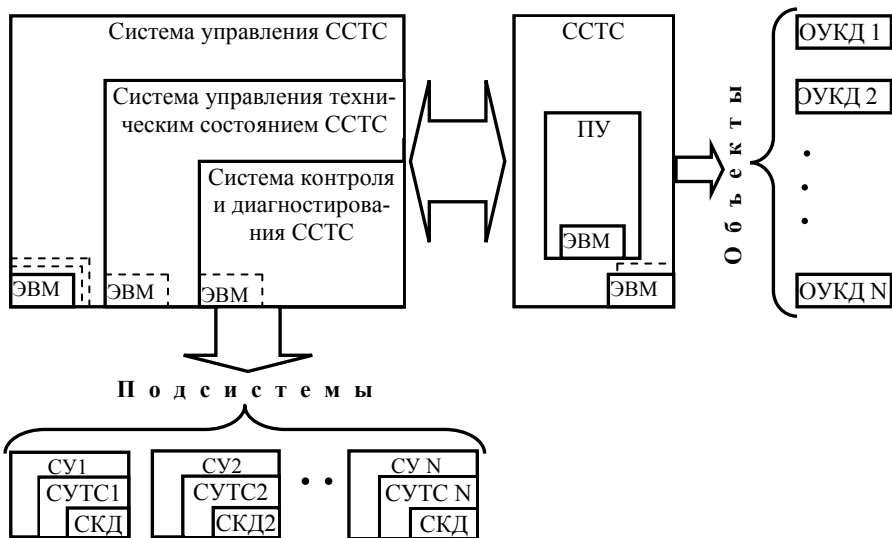 Система управления ССТС
Система управления техни-
ческим состоянием ССТС
Система контроля
и диагностирова-
ния ССТС
ЭВМ
ЭВМ
ЭВМ
ССТС
ПУ
ЭВМ
ЭВМ
Объекты
ОУКД 1
ОУКД 2
ОУКД N
Подсистемы
СУ1
СУТС1
СКД
СУ2
СУТС2
СКД2
СУ N
СУТС N
СКД